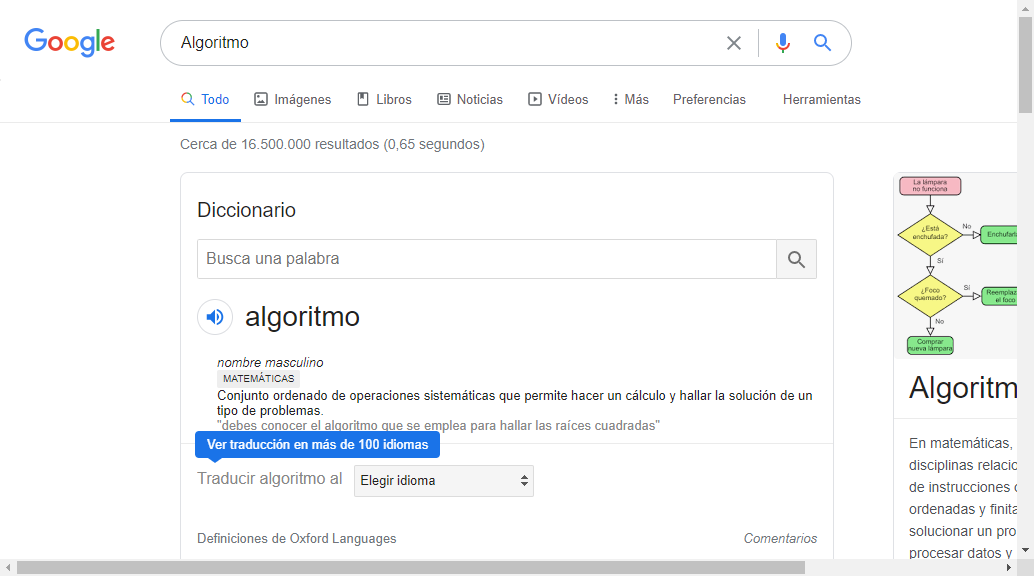 Google
Algoritmo
Todo
Imágenes
Libros
Noticias
Vídeos
Más
Preferencias
Herramientas
Cerca de 16.500.000 resultados (0,65 segundos)
Diccionario
Busca una palabra
algoritmo
nombre masculino
MATEMÁTICAS
Conjunto ordenado de operaciones sistemáticas que permite hacer un cálculo y hallar la solución de un
tipo de problemas.
"debes conocer el algoritmo que se emplea para hallar las raíces cuadradas"
Ver traducción en más de 100 idiomas
Traducir algoritmo al
Elegir idioma
Definiciones de Oxford Languages
Comentarios
La lámpara
no funciona
¿Está
enchufada?
No
Enchufarla
Sí
¿Foco
quemado?
Sí
Reemplaza
el foco
No
Comprar
nueva lámpara
Algoritm
En matemáticas,
disciplinas relacio
de instrucciones
ordenadas y finita
solucionar un pro
procesar datos y